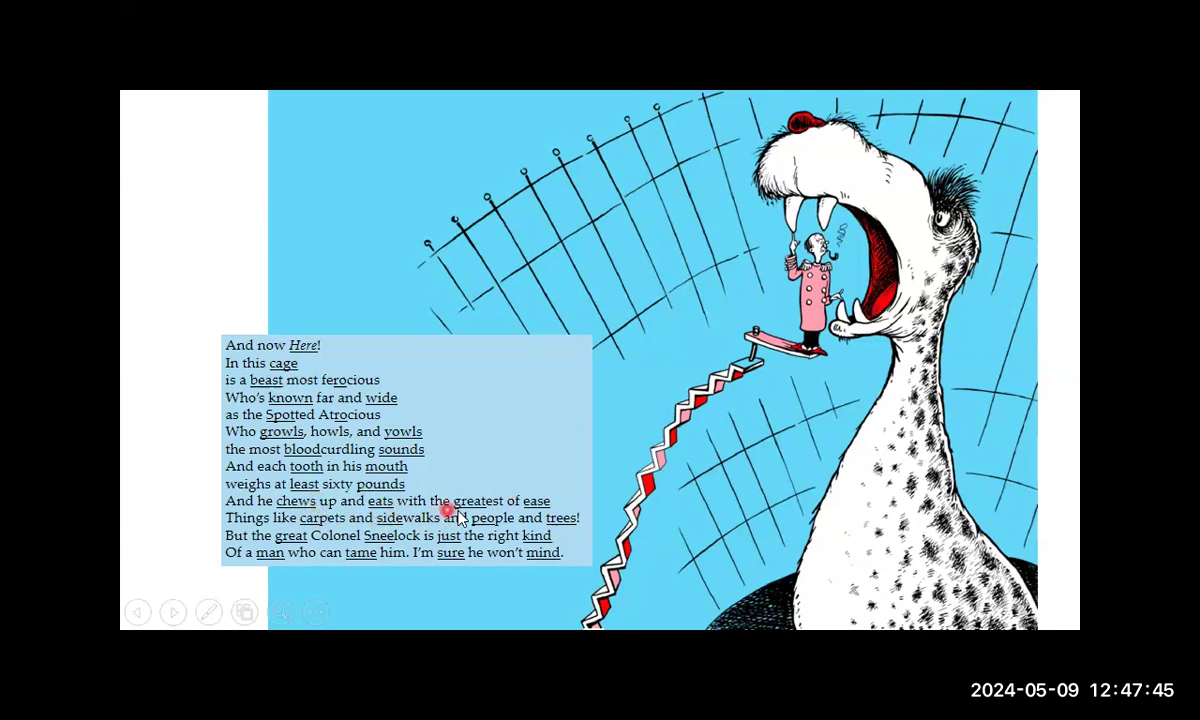 And now Here!
In this cage
is a beast most ferocious
Who's known far and wide
as the Spotted Atrocious
Who growls, howls, and yowls
the most bloodcurdling sounds
And each tooth in his mouth
weighs at least sixty pounds
And he chews up and eats with the greatest of ease
Things like carpets and sidewalks and people and trees!
But the great Colonel Sneelock is just the right kind
Of a man who can tame him. I'm sure he won't mind.
2024-05-09 12:47:45